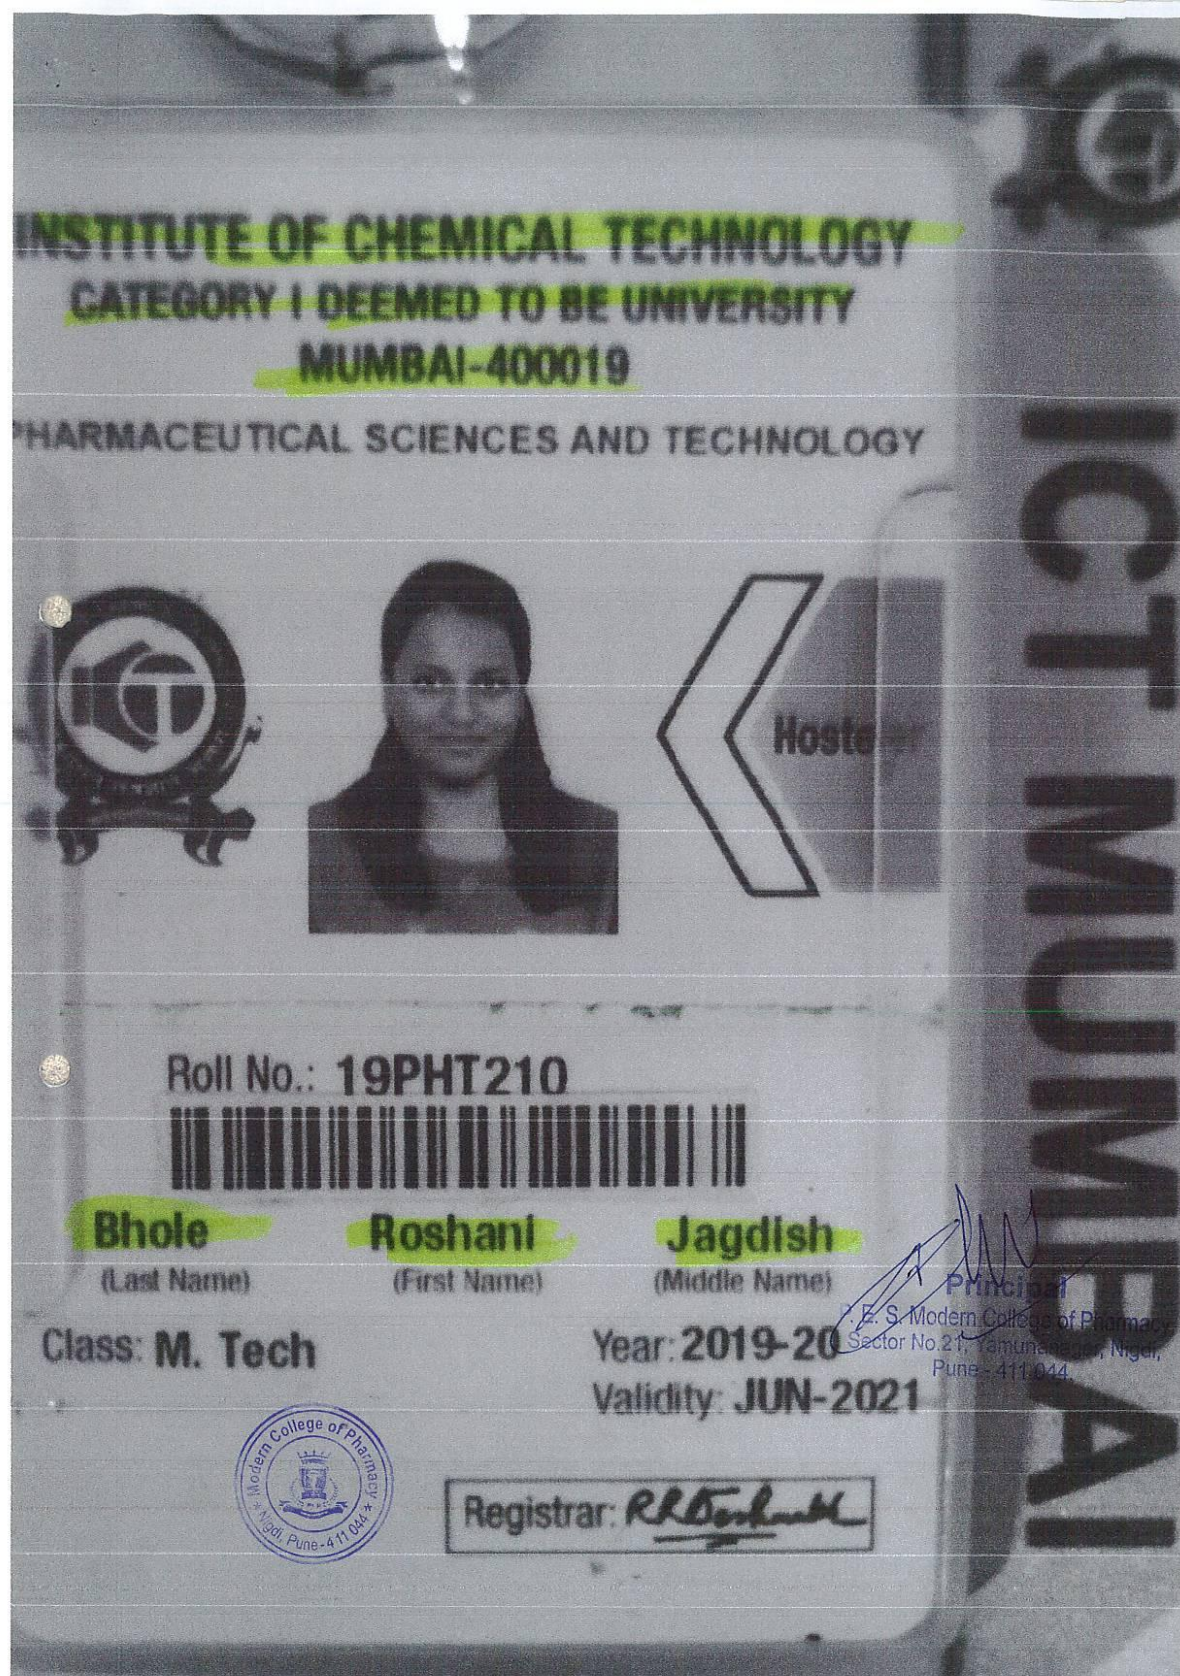 INSTITUTE OF CHEMICAL TECHNOLOGY
CATEGORY I DEEMED TO BE UNIVERSITY
MUMBAI-400019
PHARMACEUTICAL SCIENCES AND TECHNOLOGY
ICT MUMBAI
Hosteller
Roll No.: 19PHT210
Bhole Roshani Jagdish
(Last Name) (First Name) (Middle Name)
Class: M. Tech Year: 2019-20
Validity: JUN-2021
Principal
P. E. S. Modern College of Pharmacy
Sector No.21, Yamunanagar, Nigdi,
Pune - 411 044.
Modern College of Pharmacy
Nigdi, Pune-411 044
Registrar: RRDeshmukh